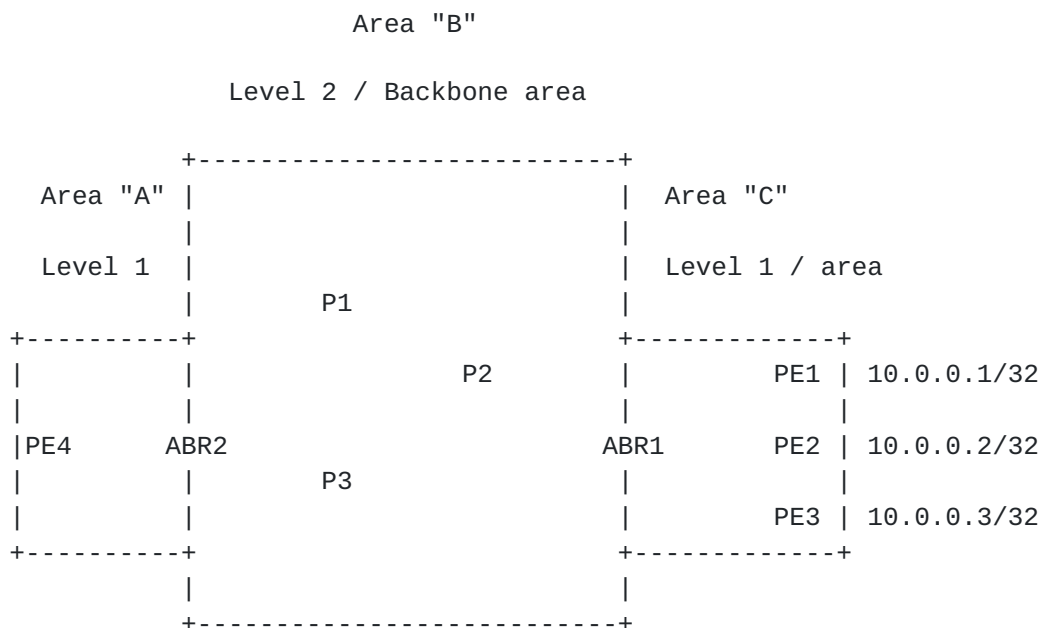 Area "B"
Level 2 / Backbone area
+---------------------------+
Area "A" | | Area "C"
| |
Level 1 | | Level 1 / area
| P1 |
+----------+ +-------------+
| | P2 | PE1 | 10.0.0.1/32
| | | |
|PE4 ABR2 ABR1 PE2 | 10.0.0.2/32
| | P3 | |
| | | PE3 | 10.0.0.3/32
+----------+ +-------------+
| |
+---------------------------+